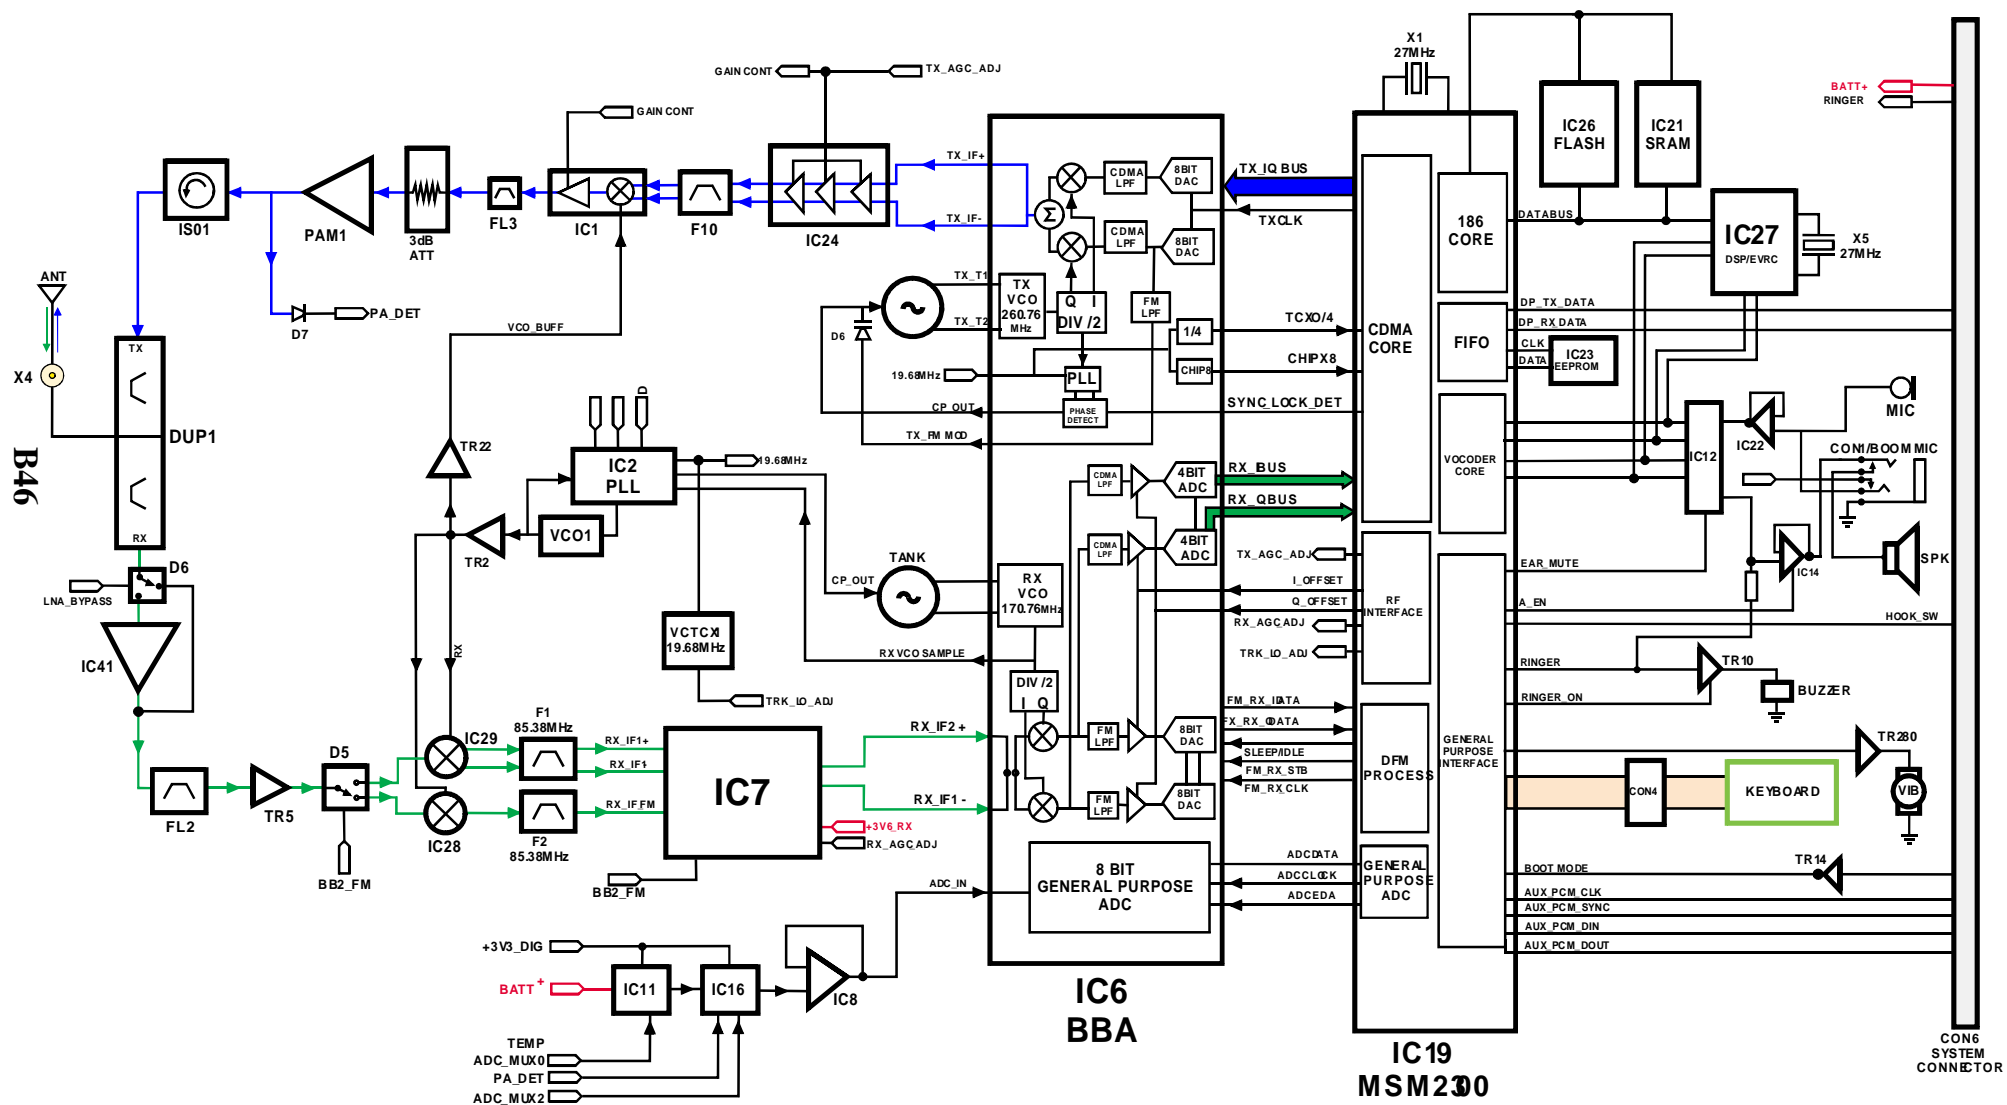 X1
27MHz
GAIN CONT
TX_AGC_ADJ
BATT+
RINGER
GAIN CONT
IC26
FLASH
IC21
SRAM
TX_IF+
TX_IF-
CDMA
LPF
8BIT
DAC
TX_IQ BUS
TXCLK
IS01
PAM1
3dB
ATT
FL3
IC1
F10
IC24
Σ
CDMA
LPF
8BIT
DAC
186
CORE
DATABUS
IC27
DSP/EVRC
X5
27MHz
ANT
D7
PA_DET
TX_T1
TX_T2
TX
VCO
260.76
MHz
Q I
DIV /2
FM
LPF
1/4
CHIP8
TCXO/4
CHIPX8
CDMA
CORE
FIFO
DP_TX_DATA
DP_RX_DATA
CLK
DATA
IC23
EEPROM
VCO_BUFF
D6
19.68MHz
PLL
PHASE
DETECT
CP_OUT
SYNC_LOCK_DET
TX_FM MOD
X4
TX
DUP1
RX
B46
D
TR22
IC2
PLL
19.68MHz
VCO1
TR2
CDMA
LPF
4BIT
ADC
RX_IBUS
RX_QBUS
CDMA
LPF
4BIT
ADC
VOCODER
CORE
IC12
IC22
MIC
CON1/BOOM MIC
IC14
SPK
D6
LNA_BYPASS
IC41
RX
TANK
CP_OUT
RX
VCO
170.76MHz
TX_AGC_ADJ
I_OFFSET
Q_OFFSET
RX_AGC_ADJ
TRK_LO_ADJ
RF
INTERFACE
EAR_MUTE
A_EN
HOOK_SW
VCTCXI
19.68MHz
TRK_LO_ADJ
RX VCO SAMPLE
DIV /2
I Q
RINGER
TR10
BUZZER
RINGER_ON
F1
85.38MHz
IC29
RX_IF1+
RX_IF1-
D5
FL2
TR5
IC28
RX_IF_FM
F2
85.38MHz
BB2_FM
IC7
RX_IF2 +
RX_IF1 -
+3V6_RX
RX_AGC_ADJ
BB2_FM
FM
LPF
8BIT
DAC
FM
LPF
8BIT
DAC
FM_RX_IDATA
FX_RX_QDATA
SLEEP/IDLE
FM_RX_STB
FM_RX_CLK
DFM
PROCESS
GENERAL
PURPOSE
INTERFACE
TR280
CON4
KEYBOARD
VIB
8 BIT
GENERAL PURPOSE
ADC
ADC_IN
ADCDATA
ADCCLOCK
ADCEDA
GENERAL
PURPOSE
ADC
BOOT MODE
TR14
AUX_PCM_CLK
AUX_PCM_SYNC
AUX_PCM_DIN
AUX_PCM_DOUT
+3V3_DIG
BATT +
IC11
IC16
IC8
TEMP
ADC_MUX0
PA_DET
ADC_MUX2
IC6
BBA
IC19
CON6
SYSTEM
CONNECTOR